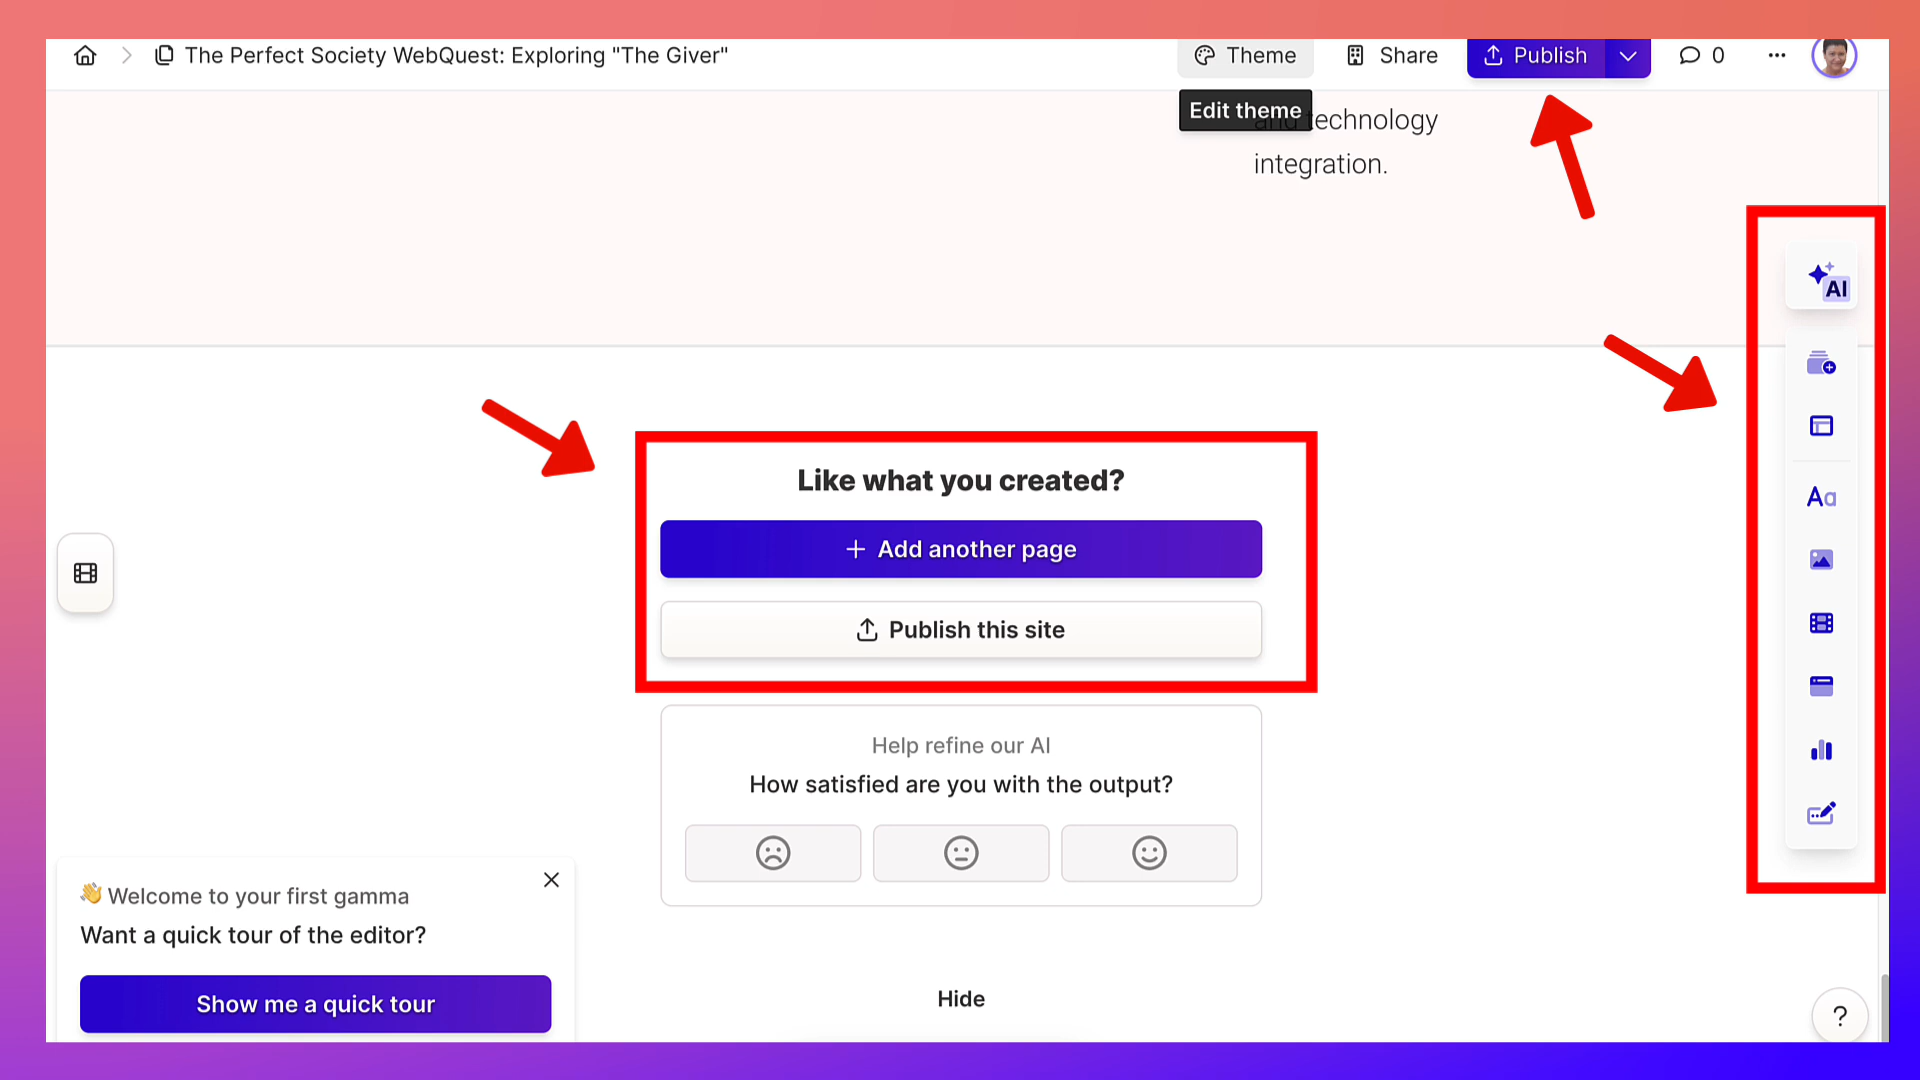 The Perfect Society WebQuest: Exploring "The Giver"
Theme
Share
Publish
0
Edit theme
and technology
integration.
AI
Aa
Like what you created?
+ Add another page
Publish this site
Help refine our AI
How satisfied are you with the output?
👋 Welcome to your first gamma
Want a quick tour of the editor?
Show me a quick tour
Hide
?